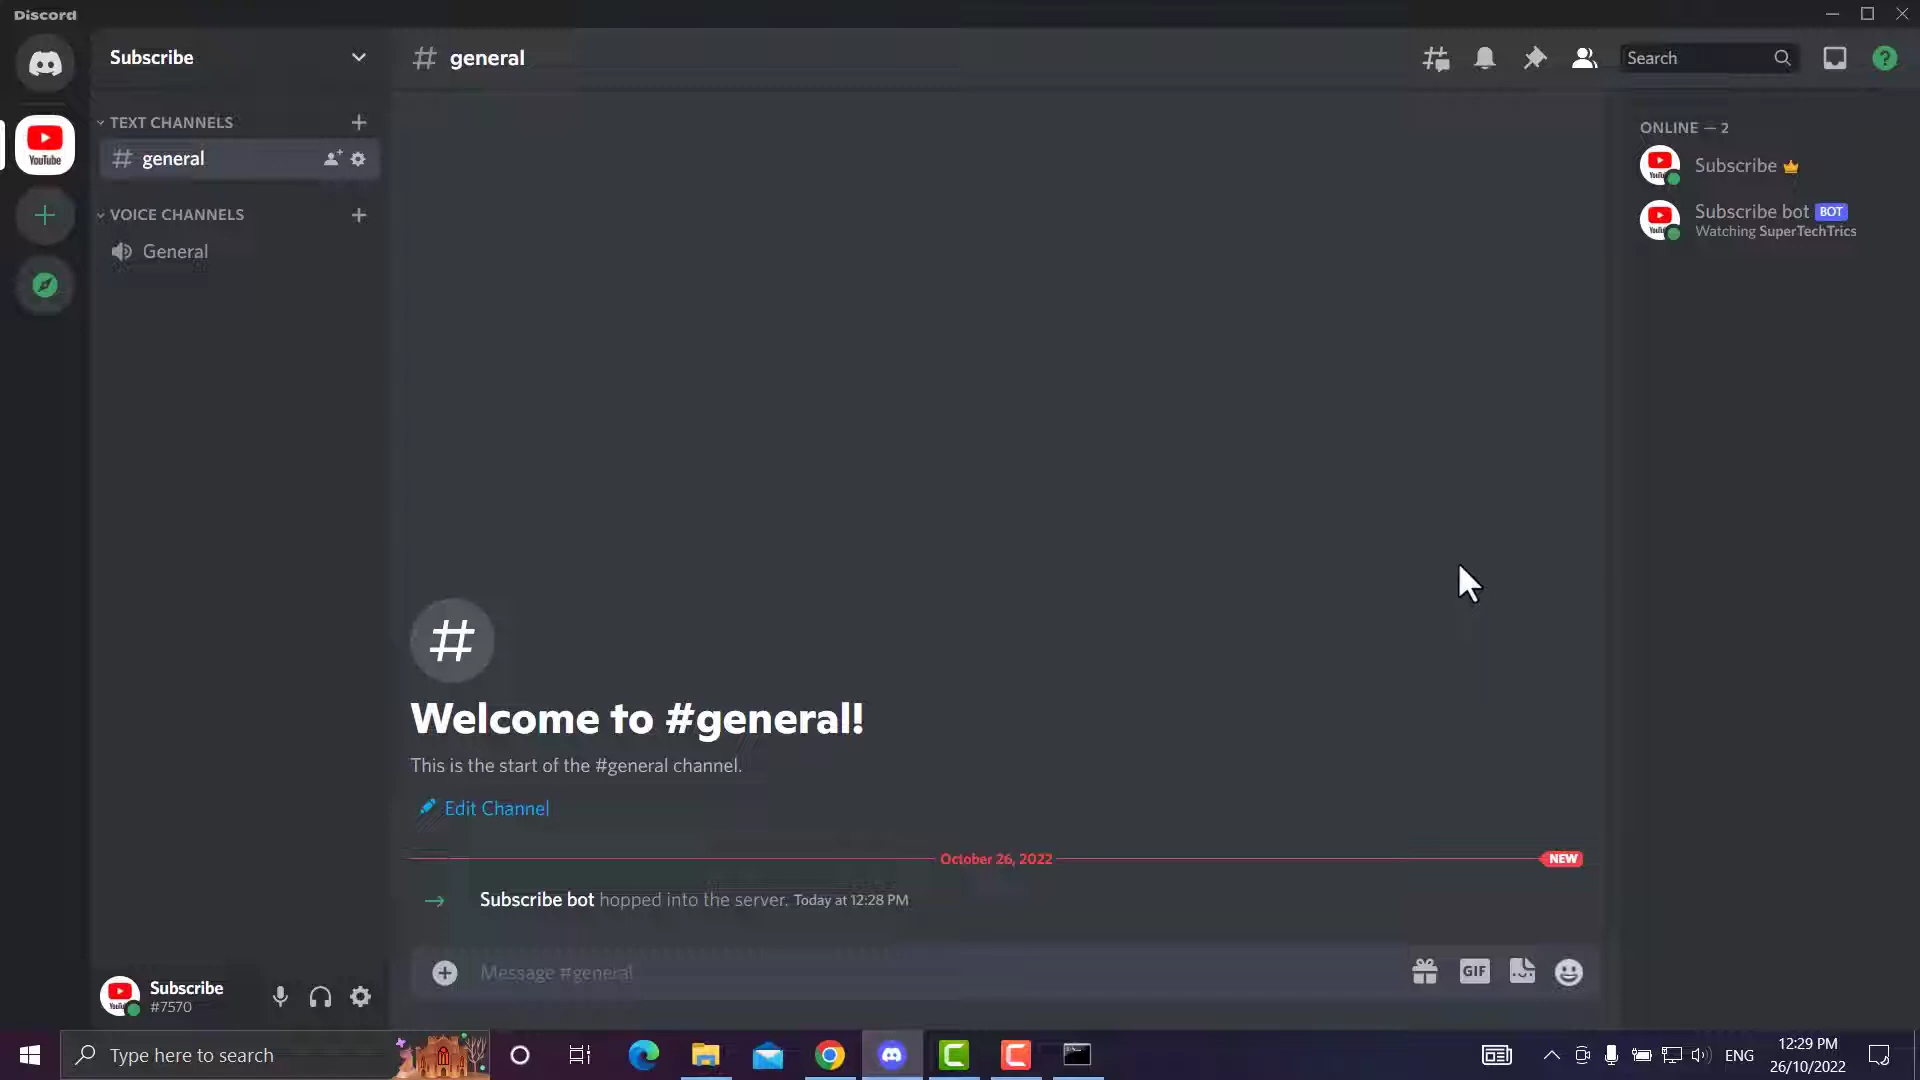 Discord
Subscribe
general
Search
TEXT CHANNELS
general
VOICE CHANNELS
General
YouTube
ONLINE — 2
Subscribe
Subscribe bot BOT
Watching SuperTechTrics
Welcome to #general!
This is the start of the #general channel.
Edit Channel
October 26, 2022
NEW
Subscribe bot hopped into the server. Today at 12:28 PM
Message #general
GIF
Subscribe
#7570
Type here to search
ENG
12:29 PM
26/10/2022